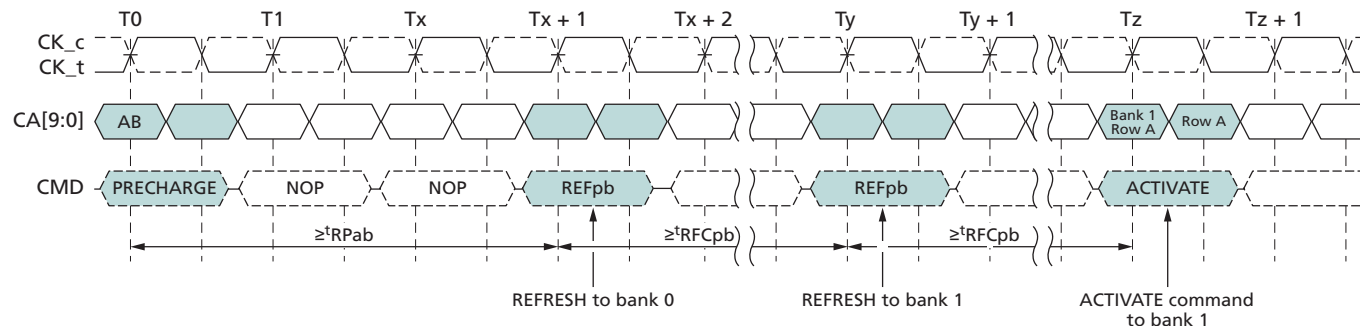 T0 T1 Tx Tx + 1 Tx + 2 Ty Ty + 1 Tz Tz + 1
CK_c
CK_t
CA[9:0] AB Bank 1 Row A
Row A
CMD PRECHARGE NOP NOP REFpb REFpb ACTIVATE
≥tRPab ≥tRFCpb ≥tRFCpb
REFRESH to bank 0 REFRESH to bank 1 ACTIVATE command
to bank 1